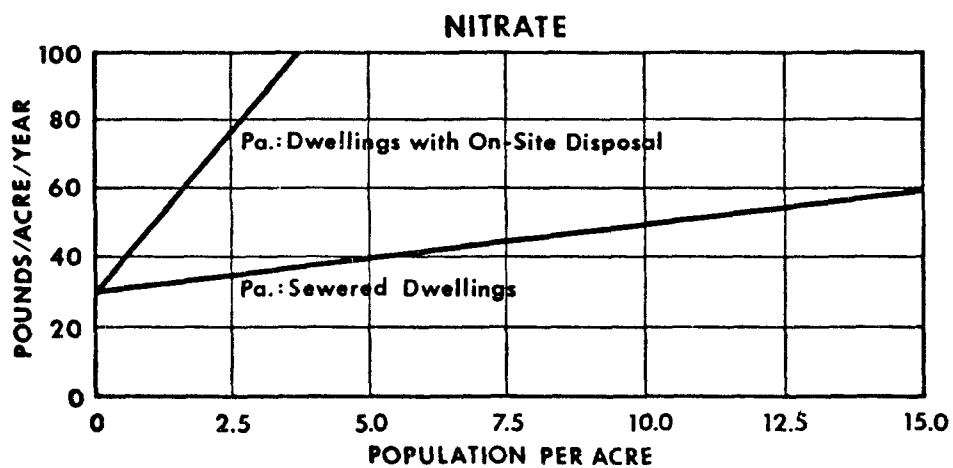 NITRATE
POUNDS/ACRE/YEAR
100
80
60
40
20
0
Pa.: Dwellings with On-Site Disposal
Pa.: Sewered Dwellings
0 2.5 5.0 7.5 10.0 12.5 15.0
POPULATION PER ACRE